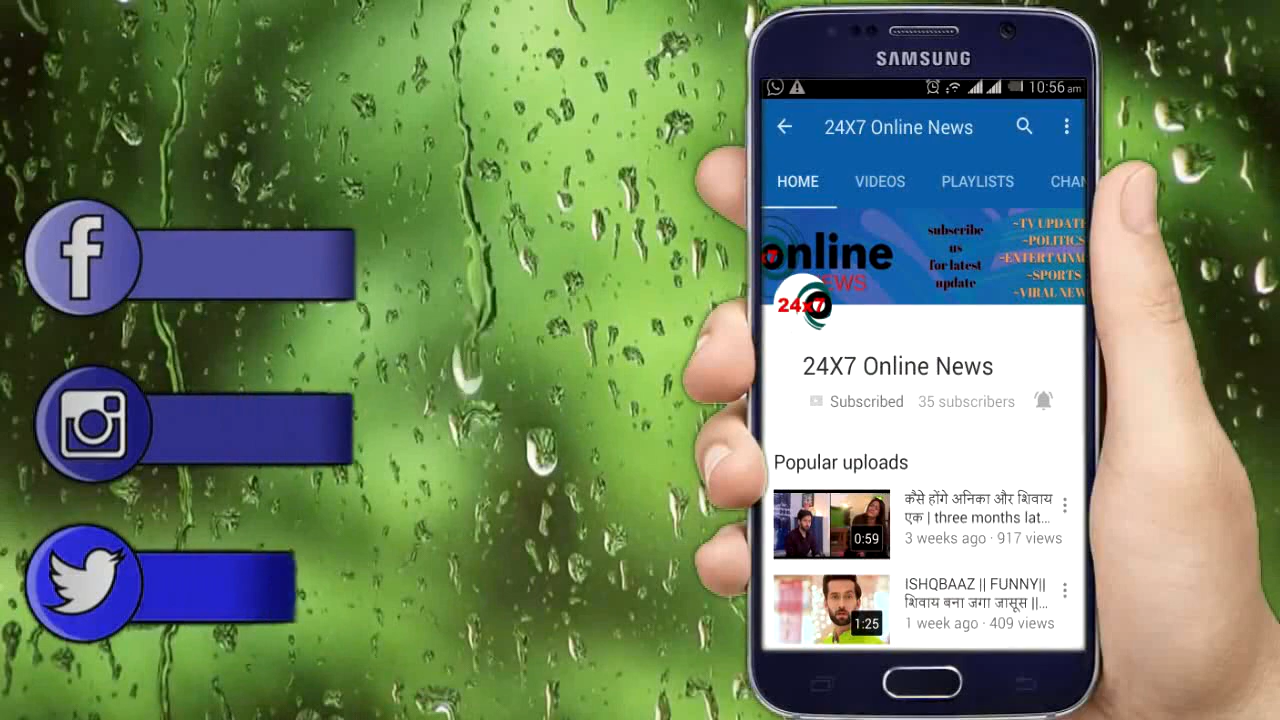 SAMSUNG
10:56 am
24X7 Online News
HOME VIDEOS PLAYLISTS CHAN
online
NEWS
subscribe
us
for latest
update
~TV UPDATE
~POLITICS
~ENTERTAINM
~SPORTS
~VIRAL NEW
24x7
24X7 Online News
Subscribed 35 subscribers
Popular uploads
कैसे होंगे अनिका और शिवाय
एक | three months lat...
3 weeks ago · 917 views
0:59
ISHQBAAZ || FUNNY||
शिवाय बना जगा जासूस ||...
1 week ago · 409 views
1:25